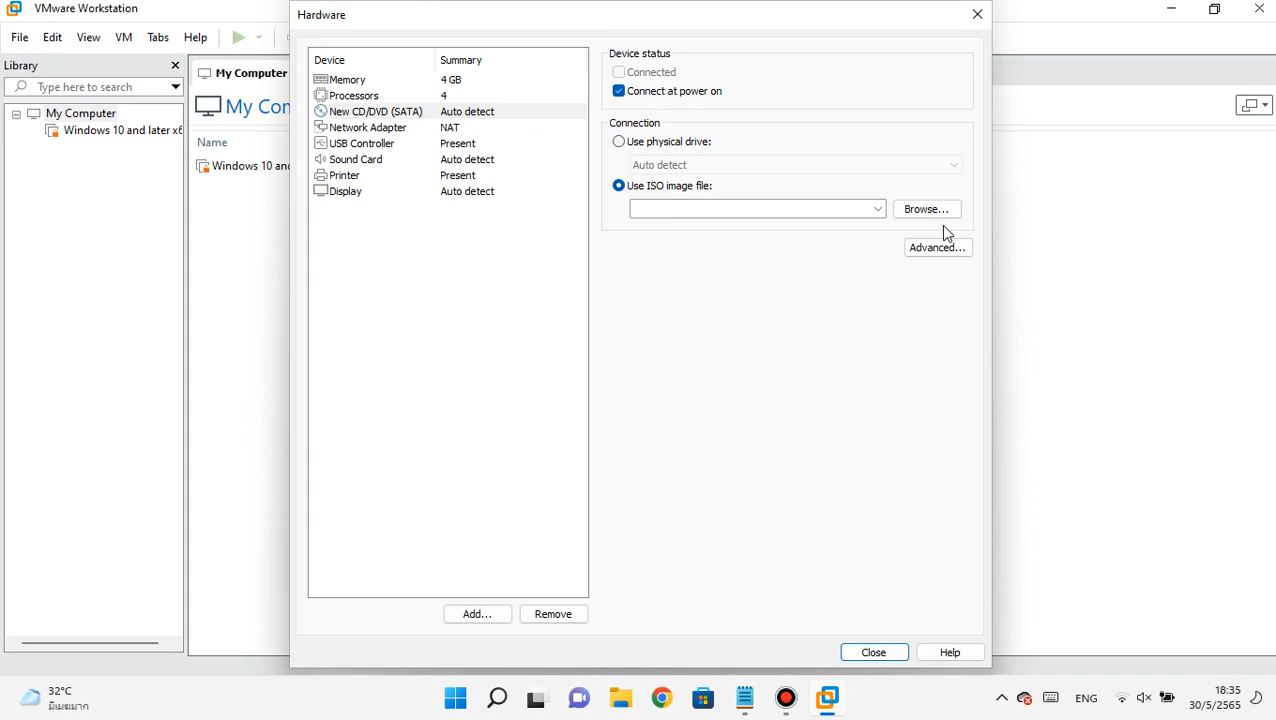 VMware Workstation
File Edit View VM Tabs Help
Library
Type here to search
My Computer
Windows 10 and later x6
My Computer
My Con
Name
Windows 10 and
Hardware
Device Summary
Memory 4 GB
Processors 4
New CD/DVD (SATA) Auto detect
Network Adapter NAT
USB Controller Present
Sound Card Auto detect
Printer Present
Display Auto detect
Add... Remove
Device status
Connected
Connect at power on
Connection
Use physical drive:
Auto detect
Use ISO image file:
Browse...
Advanced...
Close Help
32°C
มีเมฆมาก
ENG
18:35
30/5/2565